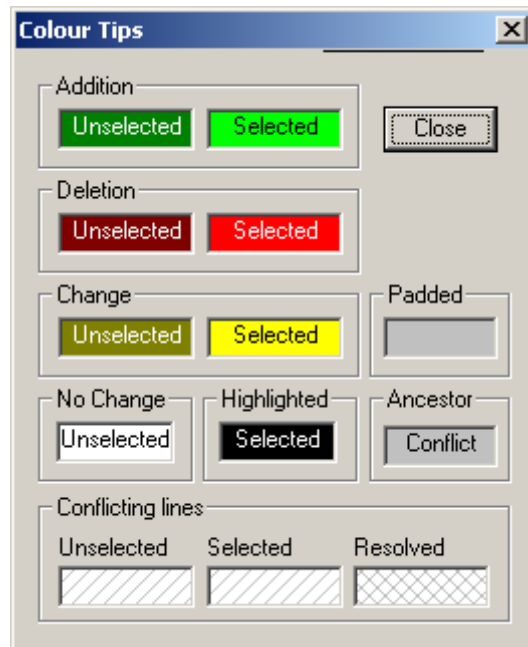 Colour Tips
Addition
Unselected Selected
Close
Deletion
Unselected Selected
Change
Unselected Selected
Padded
No Change
Unselected
Highlighted
Selected
Ancestor
Conflict
Conflicting lines
Unselected Selected Resolved